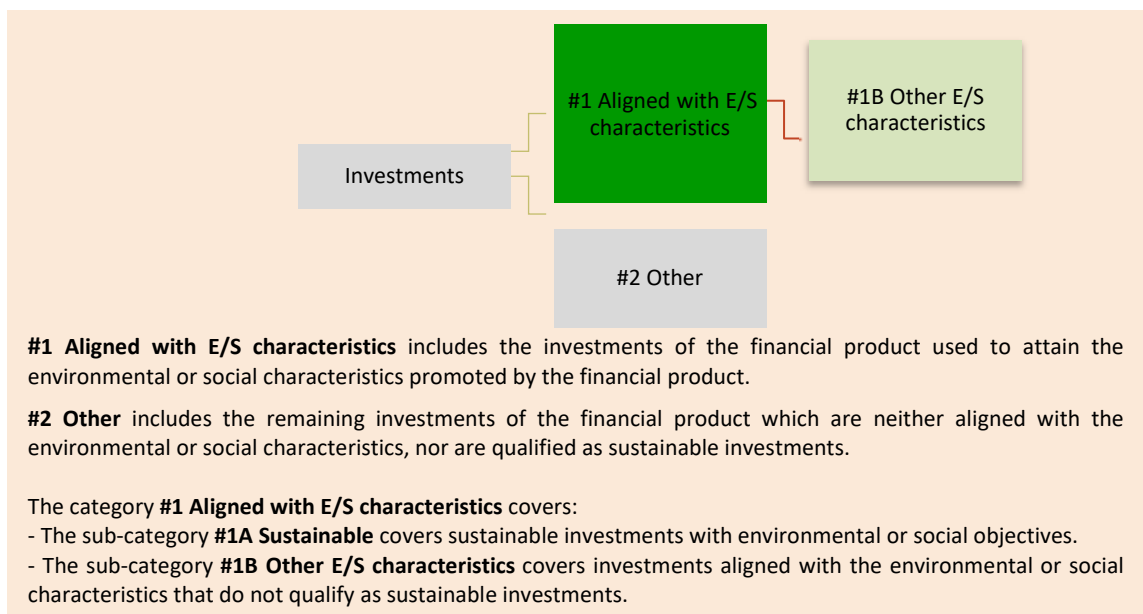 #1 Aligned with E/S
characteristics
#1B Other E/S
characteristics
Investments
#2 Other
#1 Aligned with E/S characteristics includes the investments of the financial product used to attain the
environmental or social characteristics promoted by the financial product.
#2 Other includes the remaining investments of the financial product which are neither aligned with the
environmental or social characteristics, nor are qualified as sustainable investments.
The category #1 Aligned with E/S characteristics covers:
- The sub-category #1A Sustainable covers sustainable investments with environmental or social objectives.
- The sub-category #1B Other E/S characteristics covers investments aligned with the environmental or social
characteristics that do not qualify as sustainable investments.